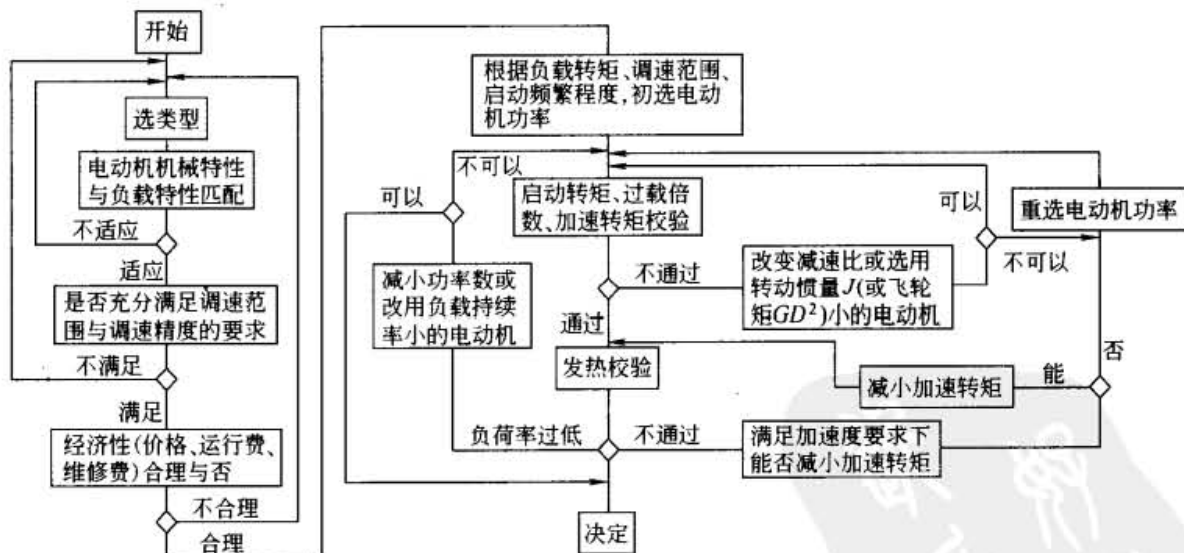 开始
选类型
电动机机械特性
与负载特性匹配
不适应
适应
是否充分满足调速范
围与调速精度的要求
不满足
满足
经济性(价格、运行费、
维修费)合理与否
不合理
合理
根据负载转矩、调速范围、
启动频繁程度,初选电动
机功率
不可以
可以
启动转矩、过载倍
数、加速转矩校验
可以
重选电动机功率
不可以
减小功率数或
改用负载持续
率小的电动机
不通过
改变减速比或选用
转动惯量J(或飞轮
矩GD²)小的电动机
通过
发热校验
否
能
减小加速转矩
负荷率过低
不通过
满足加速度要求下
能否减小加速转矩
决定